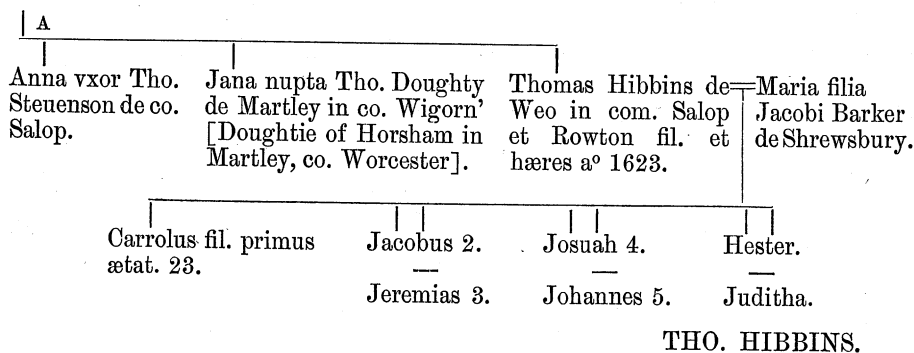 A
Anna vxor Tho.
Steuenson de co.
Salop.
Jana nupta Tho. Doughty
de Martley in co. Wigorn’
[Doughtie of Horsham in
Martley, co. Worcester].
Thomas Hibbins de
Weo in com. Salop
et Rowton fil. et
hæres aº 1623.
Maria filia
Jacobi Barker
de Shrewsbury.
Carrolus fil. primus
ætat. 23.
Jacobus 2.
Jeremias 3.
Josuah 4.
Johannes 5.
Hester.
Juditha.
THO. HIBBINS.